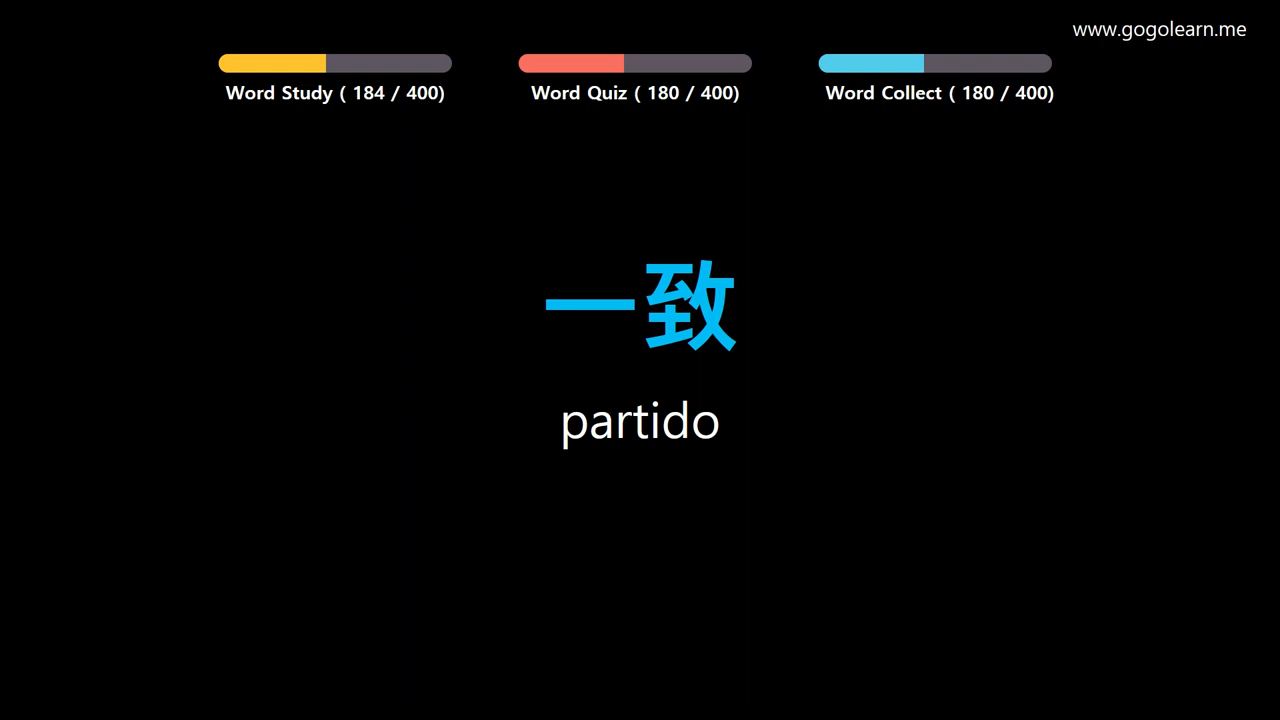 www.gogolearn.me
Word Study ( 184 / 400)
Word Quiz ( 180 / 400)
Word Collect ( 180 / 400)
一致
partido